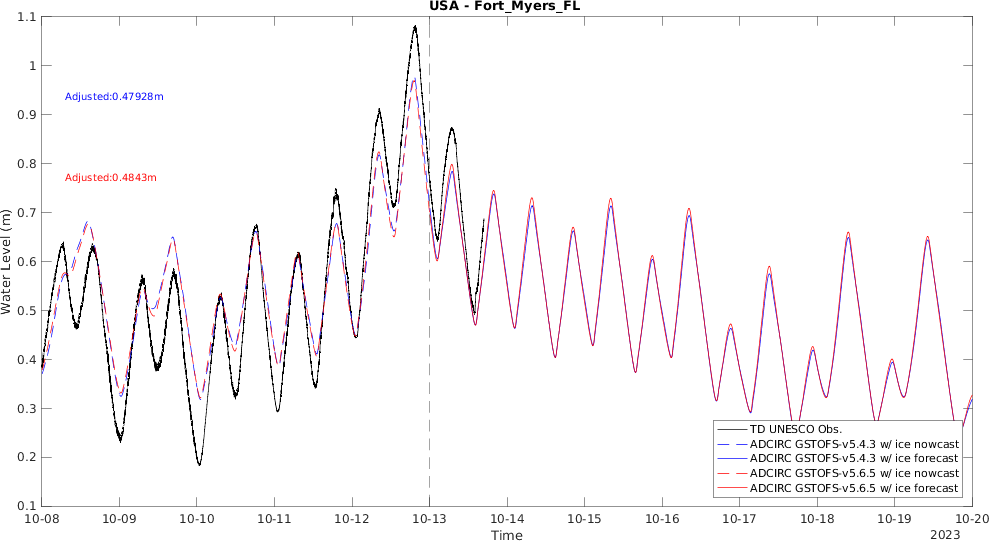 USA - Fort_Myers_FL
1.1
1
0.9
0.8
0.7
0.6
0.5
0.4
0.3
0.2
0.1
Water Level (m)
Adjusted:0.47928m
Adjusted:0.4843m
TD UNESCO Obs.
ADCIRC GSTOFS-v5.4.3 w/ ice nowcast
ADCIRC GSTOFS-v5.4.3 w/ ice forecast
ADCIRC GSTOFS-v5.6.5 w/ ice nowcast
ADCIRC GSTOFS-v5.6.5 w/ ice forecast
10-08 10-09 10-10 10-11 10-12 10-13 10-14 10-15 10-16 10-17 10-18 10-19 10-20
Time
2023